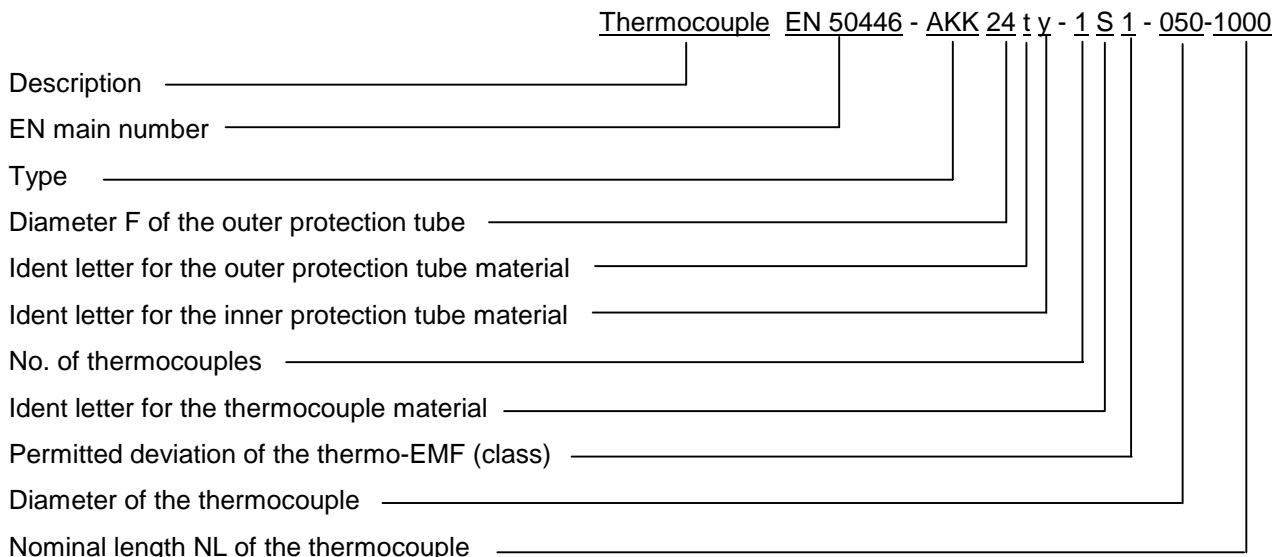 Thermocouple EN 50446 - AKK 24 t y - 1 S 1 - 050-1000
Description
EN main number
Type
Diameter F of the outer protection tube
Ident letter for the outer protection tube material
Ident letter for the inner protection tube material
No. of thermocouples
Ident letter for the thermocouple material
Permitted deviation of the thermo-EMF (class)
Diameter of the thermocouple
Nominal length NL of the thermocouple